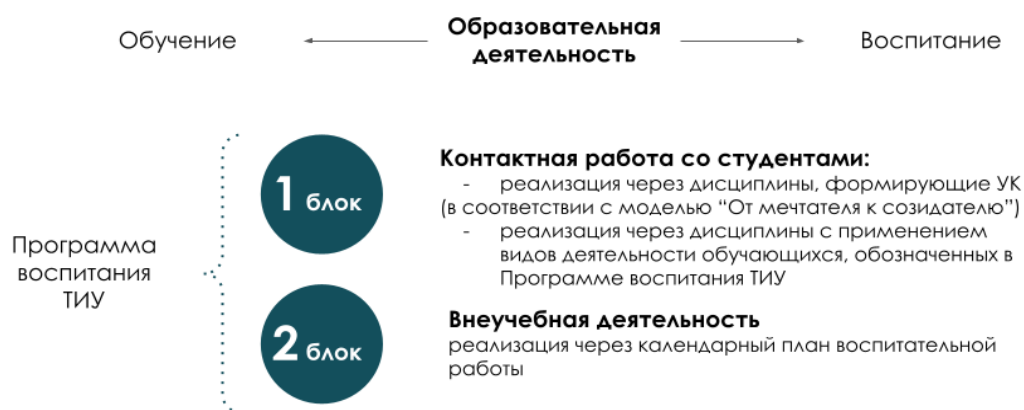 Обучение
Образовательная
деятельность
Воспитание
Программа
воспитания
ТИУ
1 блок
Контактная работа со студентами:
- реализация через дисциплины, формирующие УК
(в соответствии с моделью “От мечтателя к созидателю”)
- реализация через дисциплины с применением
видов деятельности обучающихся, обозначенных в
Программе воспитания ТИУ
2 блок
Внеучебная деятельность
реализация через календарный план воспитательной
работы